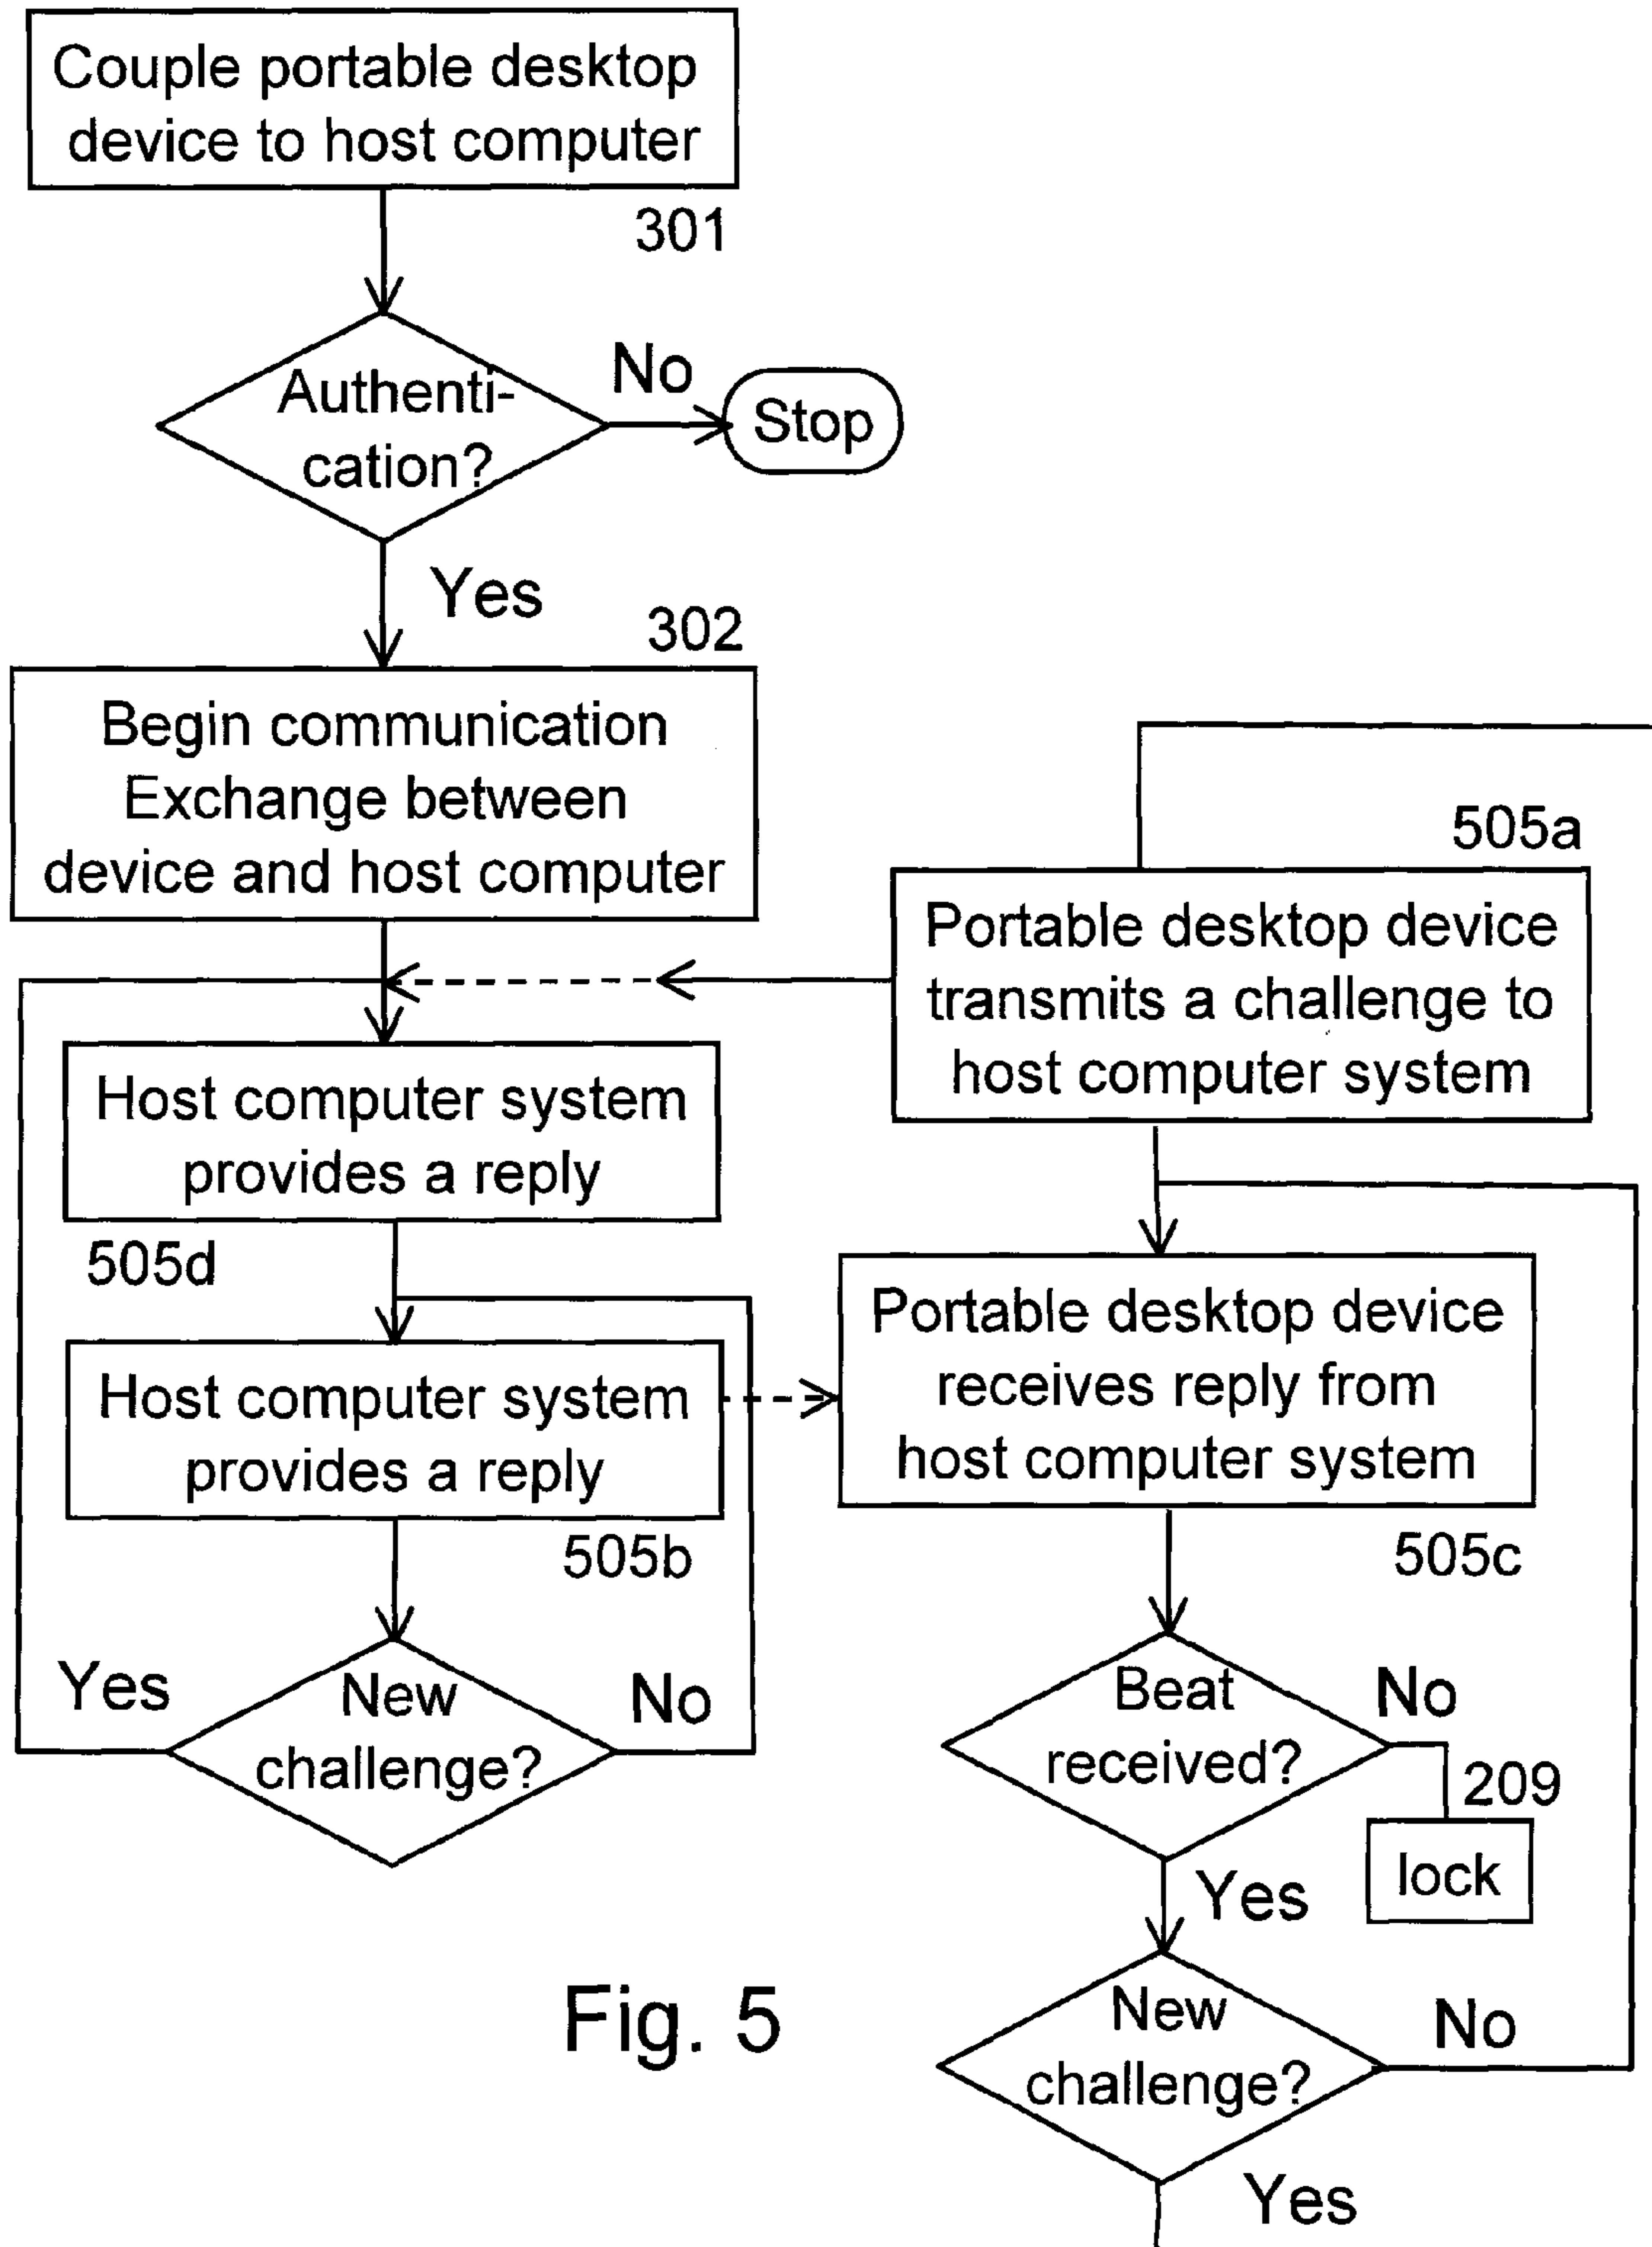 Couple portable desktop
device to host computer
301
Authenti-
cation?
No
Stop
Yes
302
Begin communication
Exchange between
device and host computer
505a
Portable desktop device
transmits a challenge to
host computer system
Host computer system
provides a reply
505d
Host computer system
provides a reply
505b
Portable desktop device
receives reply from
host computer system
505c
Yes
New
challenge?
No
Beat
received?
No
209
lock
Yes
New
challenge?
No
Yes
Fig. 5